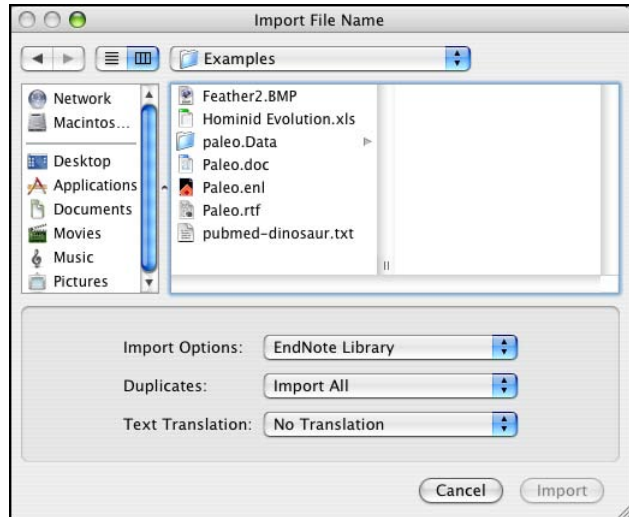 Import File Name
Examples
Network
Macintos...
Desktop
Applications
Documents
Movies
Music
Pictures
Feather2.BMP
Hominid Evolution.xls
paleo.Data
Paleo.doc
Paleo.enl
Paleo.rtf
pubmed-dinosaur.txt
Import Options: EndNote Library
Duplicates: Import All
Text Translation: No Translation
Cancel Import